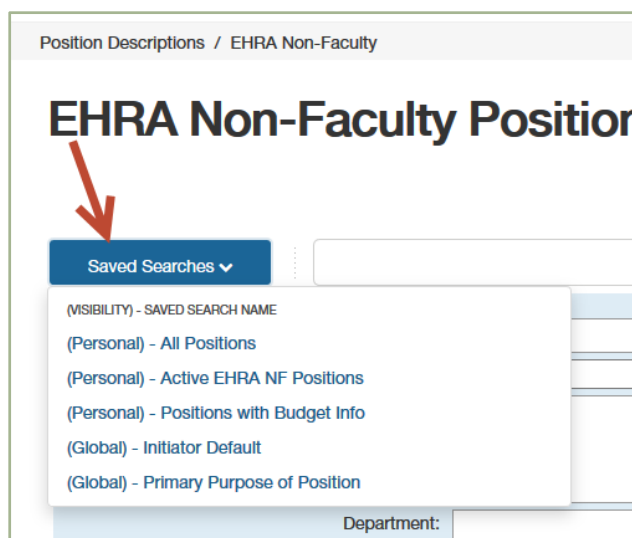 Position Descriptions / EHRA Non-Faculty
EHRA Non-Faculty Position
Saved Searches
(VISIBILITY) - SAVED SEARCH NAME
(Personal) - All Positions
(Personal) - Active EHRA NF Positions
(Personal) - Positions with Budget Info
(Global) - Initiator Default
(Global) - Primary Purpose of Position
Department: